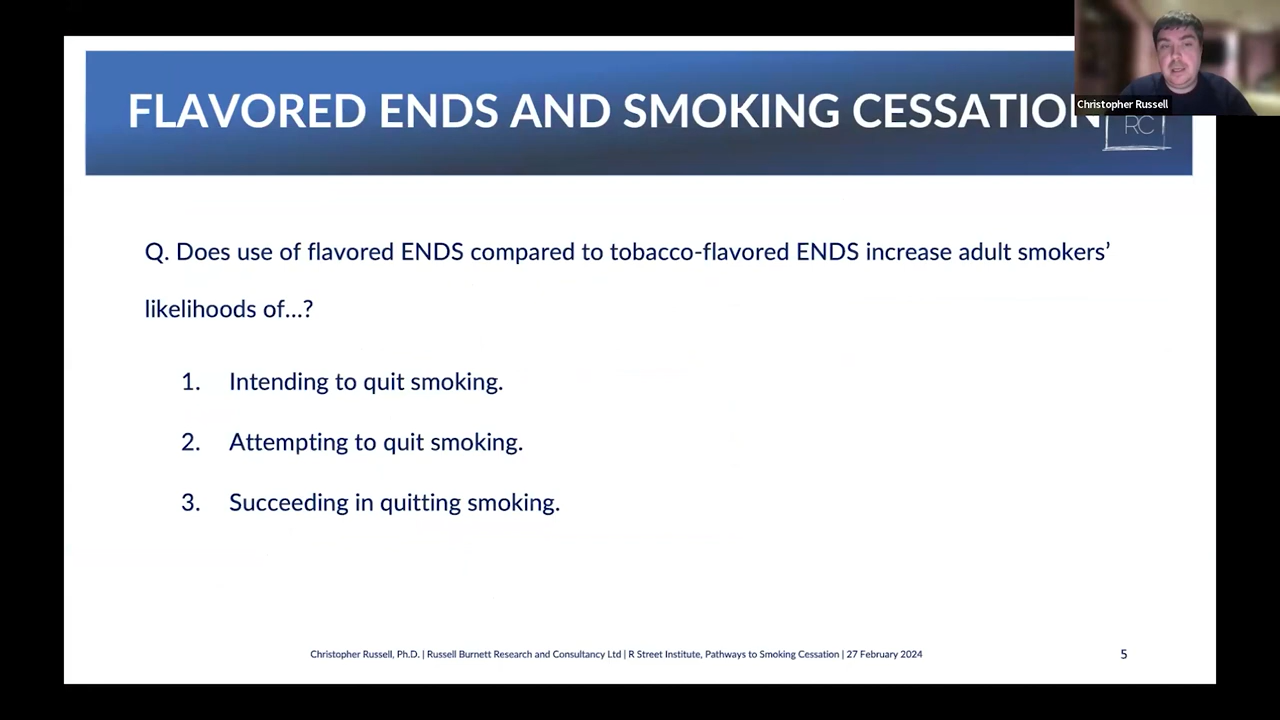 FLAVORED ENDS AND SMOKING CESSATION
Christopher Russell
RC
Q. Does use of flavored ENDS compared to tobacco-flavored ENDS increase adult smokers’
likelihoods of…?
1. Intending to quit smoking.
2. Attempting to quit smoking.
3. Succeeding in quitting smoking.
Christopher Russell, Ph.D. | Russell Burnett Research and Consultancy Ltd | R Street Institute, Pathways to Smoking Cessation | 27 February 2024
5